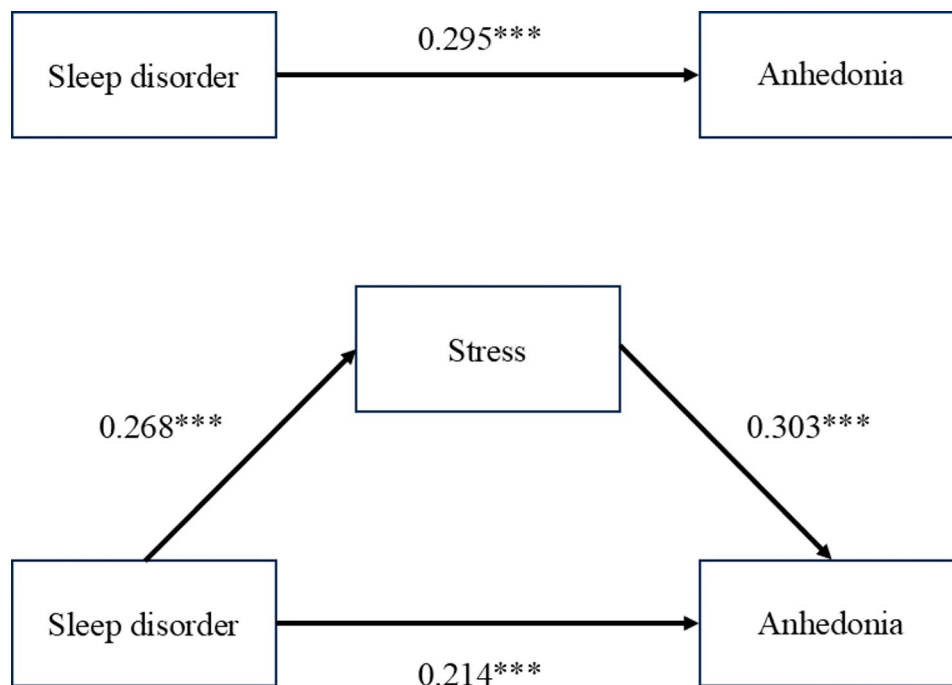 0.295***
Sleep disorder
Anhedonia
Stress
0.268***
0.303***
Sleep disorder
Anhedonia
0.214***